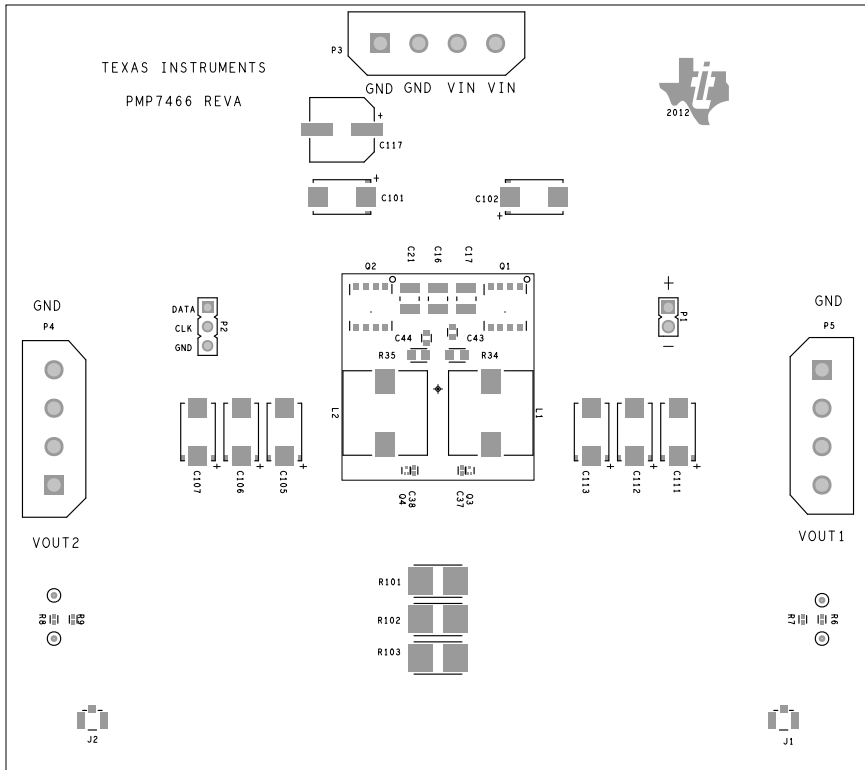 P3
TEXAS INSTRUMENTS
GND GND VIN VIN
PMP7466 REVA
2012
+
C117
+
C101
C102
+
C21
C16
C17
Q2
Q1
+
P1
−
GND
P4
DATA
CLK
GND
P2
GND
P5
C44
C43
R35
R34
L2
L1
C107
+
C106
+
C105
+
C113
+
C112
+
C111
+
Q4
C38
C37
Q3
VOUT2
VOUT1
R101
R102
R103
R8
R9
R7
R6
J2
J1